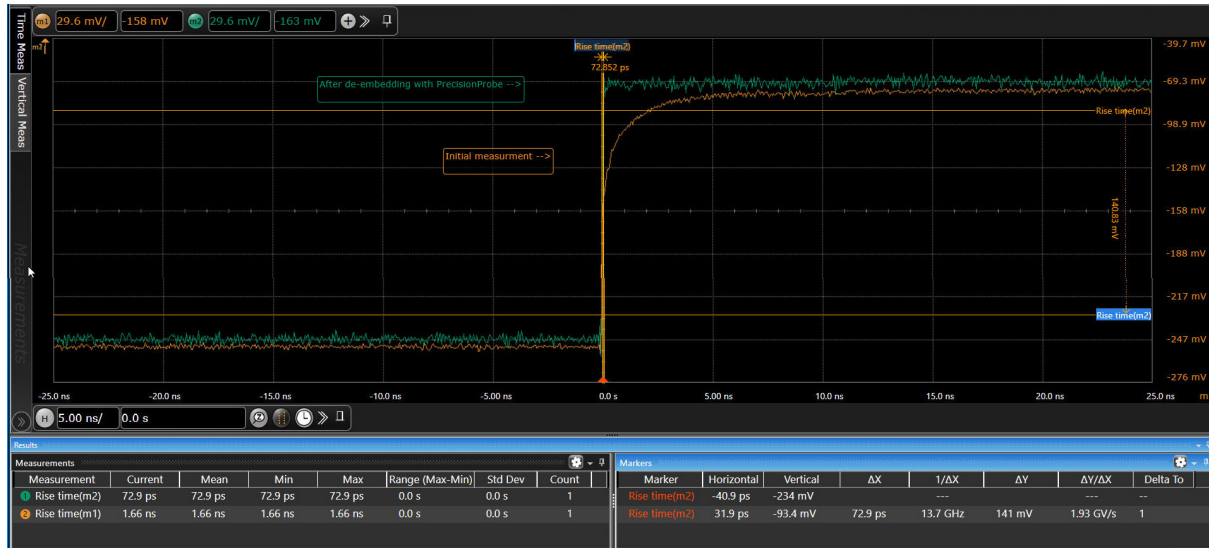 Time Meas
Vertical Meas
Measurements
m1 29.6 mV/ -158 mV m2 29.6 mV/ -163 mV
m2
Rise time(m2)
72.852 ps
After de-embedding with PrecisionProbe -->
Initial measurment -->
Rise time(m2)
140.83 mV
Rise time(m2)
-39.7 mV
-69.3 mV
-98.9 mV
-128 mV
-158 mV
-188 mV
-217 mV
-247 mV
-276 mV
-25.0 ns -20.0 ns -15.0 ns -10.0 ns -5.00 ns 0.0 s 5.00 ns 10.0 ns 15.0 ns 20.0 ns 25.0 ns m
H 5.00 ns/ 0.0 s
Results
Measurements
Measurement Current Mean Min Max Range (Max-Min) Std Dev Count
1 Rise time(m2) 72.9 ps 72.9 ps 72.9 ps 72.9 ps 0.0 s 0.0 s 1
2 Rise time(m1) 1.66 ns 1.66 ns 1.66 ns 1.66 ns 0.0 s 0.0 s 1
Markers
Marker Horizontal Vertical ΔX 1/ΔX ΔY ΔY/ΔX Delta To
Rise time(m2) -40.9 ps -234 mV --- --- --
Rise time(m2) 31.9 ps -93.4 mV 72.9 ps 13.7 GHz 141 mV 1.93 GV/s 1